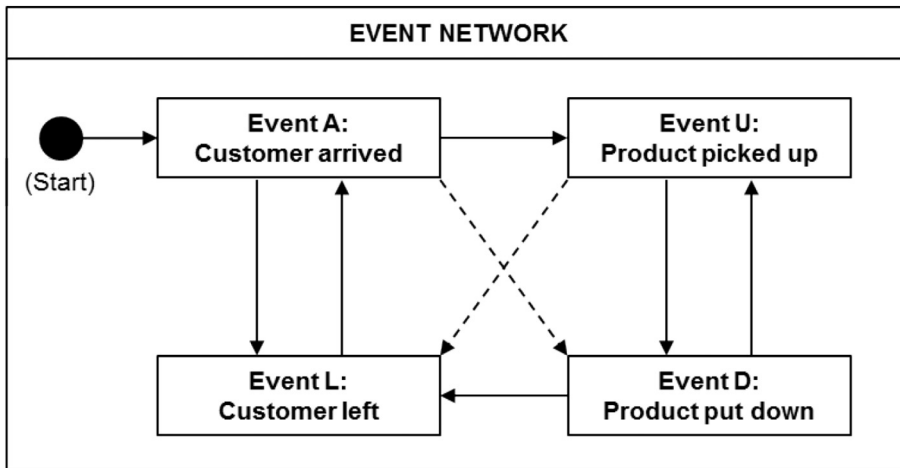 EVENT NETWORK
Event A:
Customer arrived
Event U:
Product picked up
(Start)
Event L:
Customer left
Event D:
Product put down